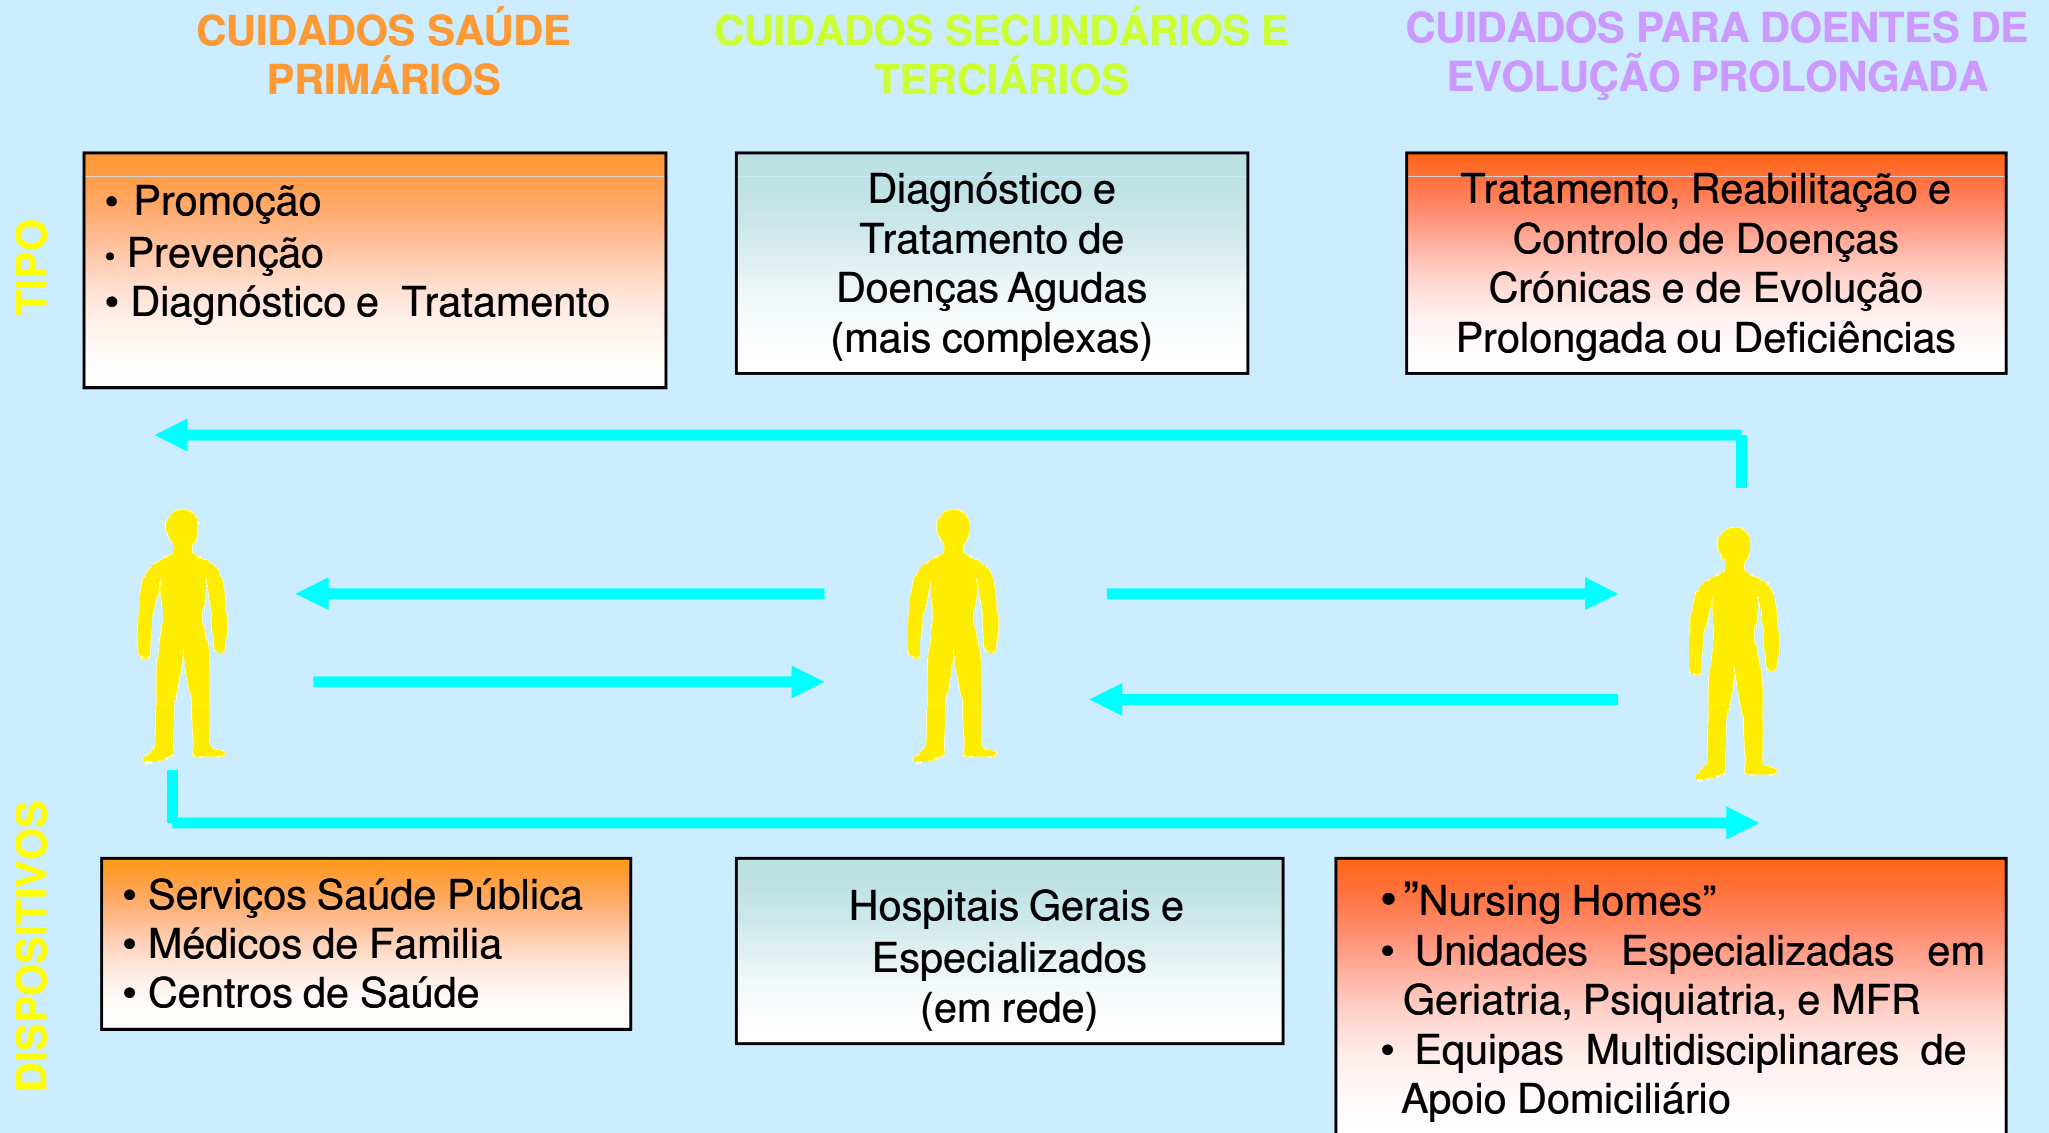 CUIDADOS SAÚDE
PRIMÁRIOS
CUIDADOS SECUNDÁRIOS E
TERCIÁRIOS
CUIDADOS PARA DOENTES DE
EVOLUÇÃO PROLONGADA
TIPO
• Promoção
• Prevenção
• Diagnóstico e Tratamento
Diagnóstico e
Tratamento de
Doenças Agudas
(mais complexas)
Tratamento, Reabilitação e
Controlo de Doenças
Crónicas e de Evolução
Prolongada ou Deficiências
DISPOSITIVOS
• Serviços Saúde Pública
• Médicos de Familia
• Centros de Saúde
Hospitais Gerais e
Especializados
(em rede)
• ”Nursing Homes”
• Unidades Especializadas em
Geriatria, Psiquiatria, e MFR
• Equipas Multidisciplinares de
Apoio Domiciliário